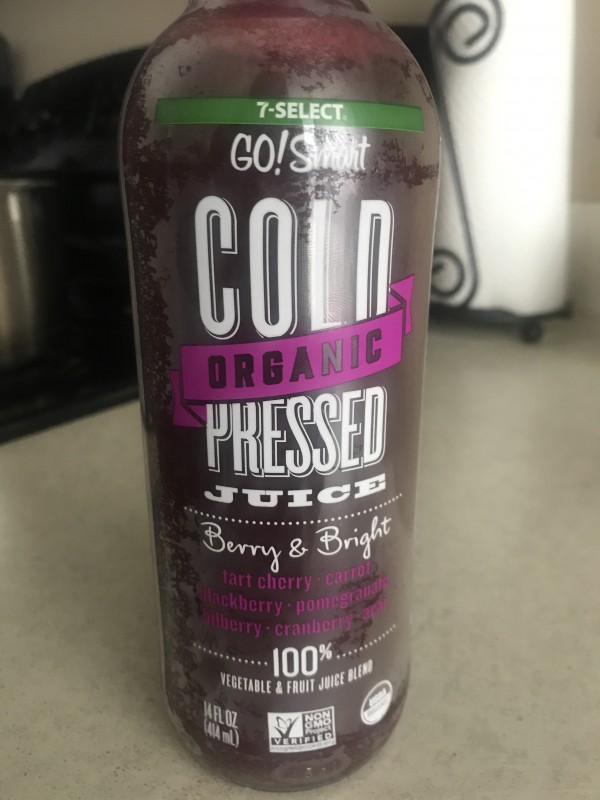 7-SELECT
GO! Smart
COLD
ORGANIC
PRESSED
JUICE
Berry & Bright
tart cherry · carrot
blackberry · pomegranate
bilberry · cranberry · acai
100%
VEGETABLE & FRUIT JUICE BLEND
14 FL OZ
(414 mL)
NON
GMO
VERIFIED
USDA